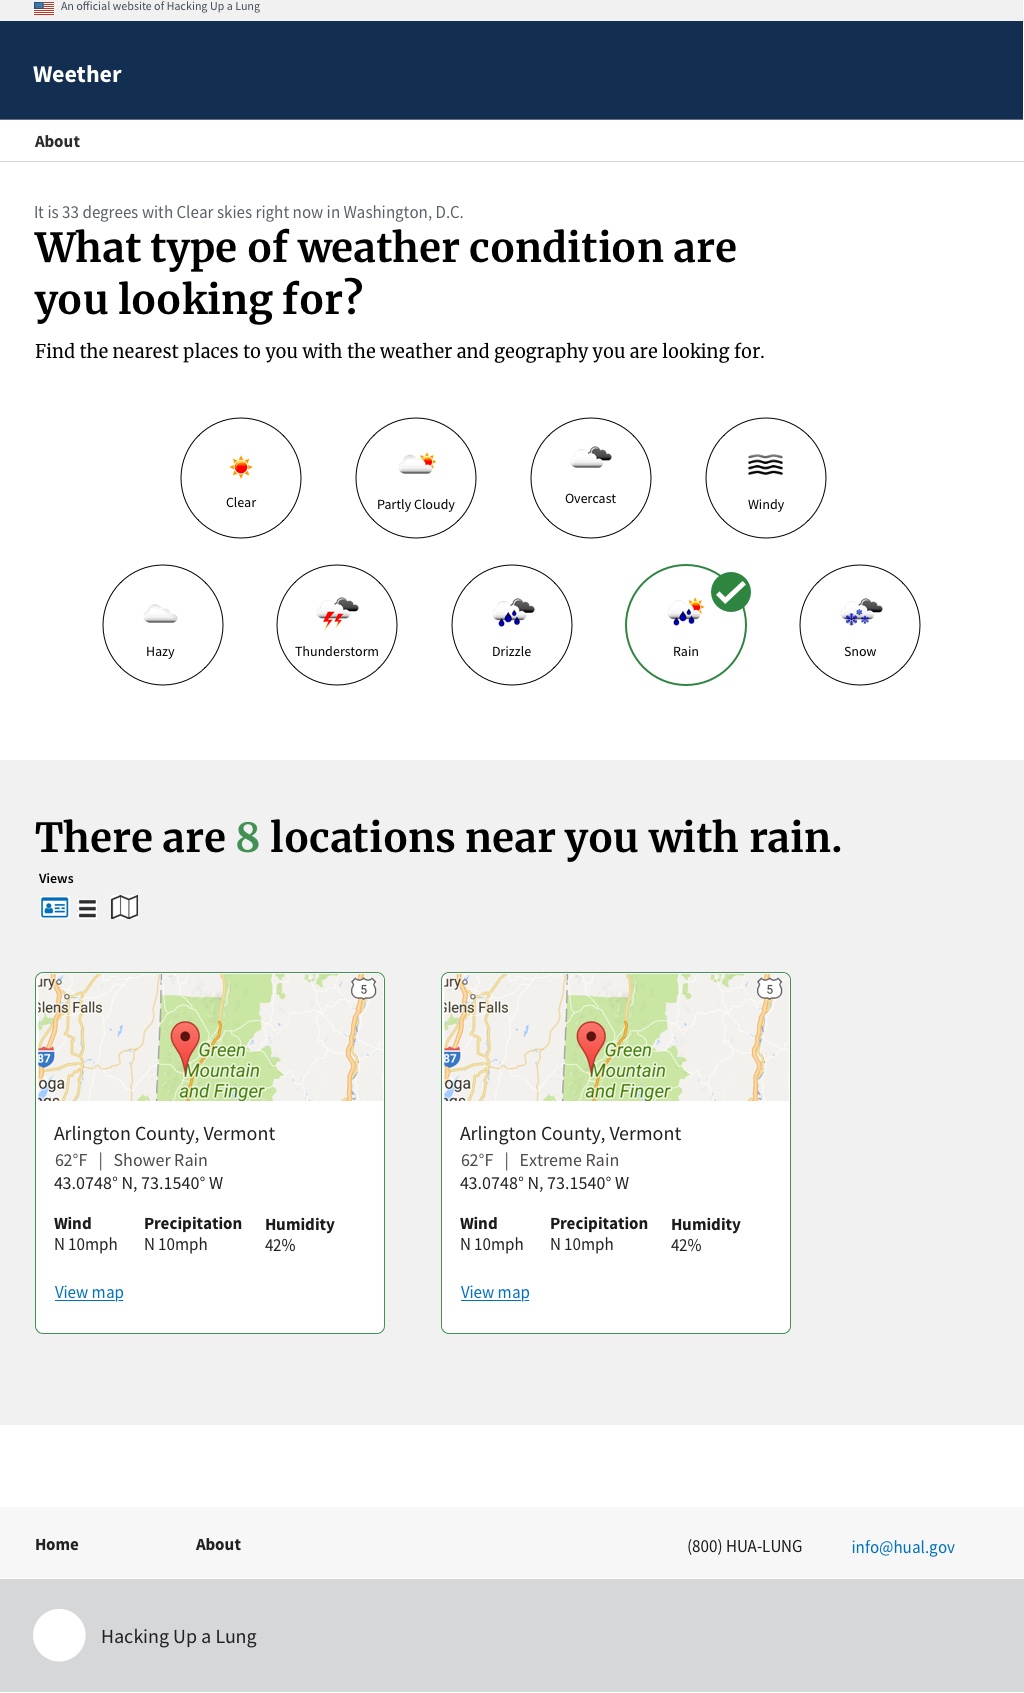 An official website of Hacking Up a Lung
Weether
About
It is 33 degrees with Clear skies right now in Washington, D.C.
What type of weather condition are
you looking for?
Find the nearest places to you with the weather and geography you are looking for.
Clear
Partly Cloudy
Overcast
Windy
Hazy
Thunderstorm
Drizzle
Rain
Snow
There are 8 locations near you with rain.
Views
ury
5
Glens Falls
87
Green
Mountain
and Finger
oga
Arlington County, Vermont
62°F | Shower Rain
43.0748° N, 73.1540° W
Wind Precipitation Humidity
N 10mph N 10mph 42%
View map
ury
5
Glens Falls
87
Green
Mountain
and Finger
oga
Arlington County, Vermont
62°F | Extreme Rain
43.0748° N, 73.1540° W
Wind Precipitation Humidity
N 10mph N 10mph 42%
View map
Home About (800) HUA-LUNG info@hual.gov
Hacking Up a Lung